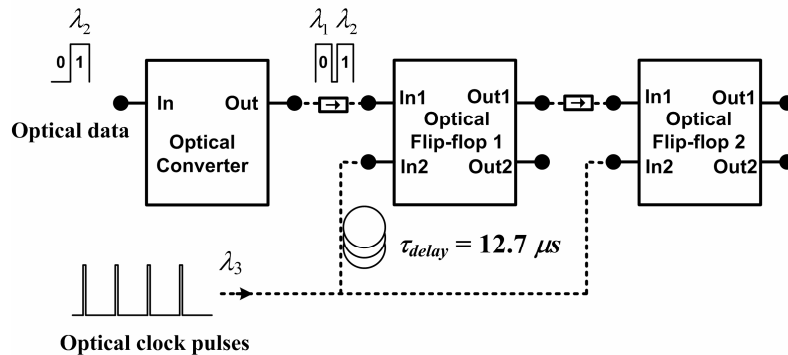 λ2
0 1
λ1 λ2
0 1
Optical data
In Out
Optical
Converter
In1 Out1
Optical
Flip-flop 1
In2 Out2
In1 Out1
Optical
Flip-flop 2
In2 Out2
τdelay = 12.7 μs
λ3
Optical clock pulses